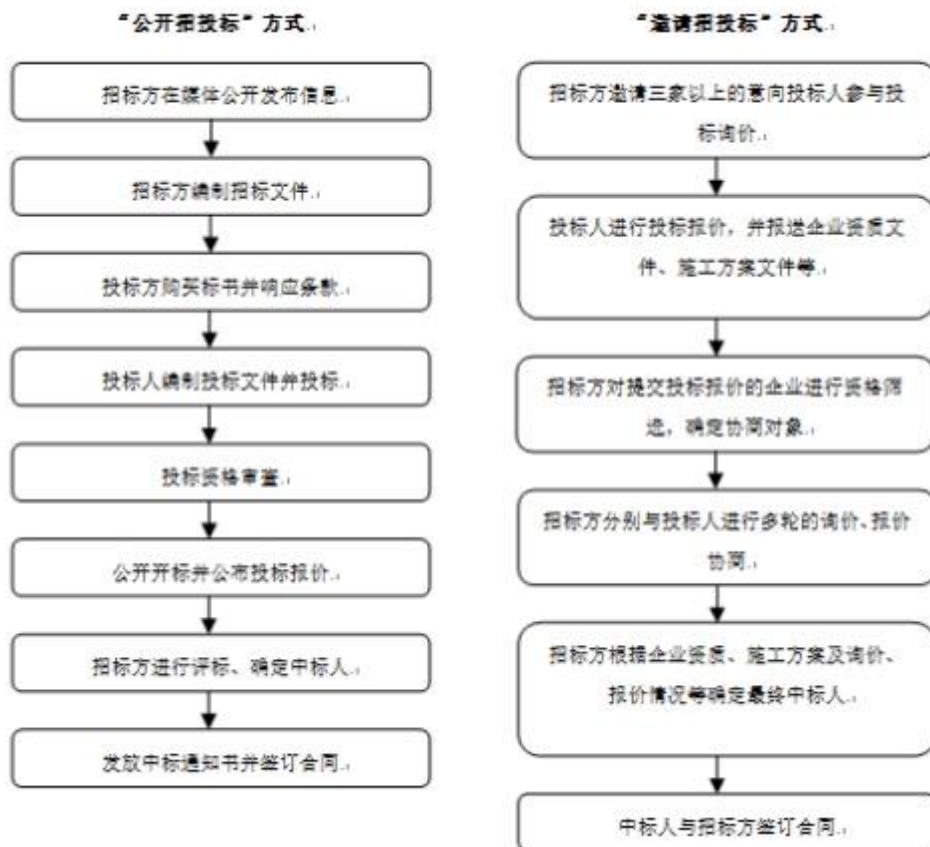 “公开招投标”方式
招标方在媒体公开发布信息
招标方编制招标文件
投标方购买标书并响应条款
投标人编制投标文件并投标
投标资格审查
公开开标并公布投标报价
招标方进行评标、确定中标人
发放中标通知书并签订合同
“邀请招投标”方式
招标方邀请三家以上的意向投标人参与投
标询价
投标人进行投标报价，并报送企业资质文
件、施工方案文件等
招标方对提交投标报价的企业进行资格筛
选，确定协商对象
招标方分别与投标人进行多轮的询价、报价
协商
招标方根据企业资质、施工方案及询价、
报价情况等确定最终中标人
中标人与招标方签订合同